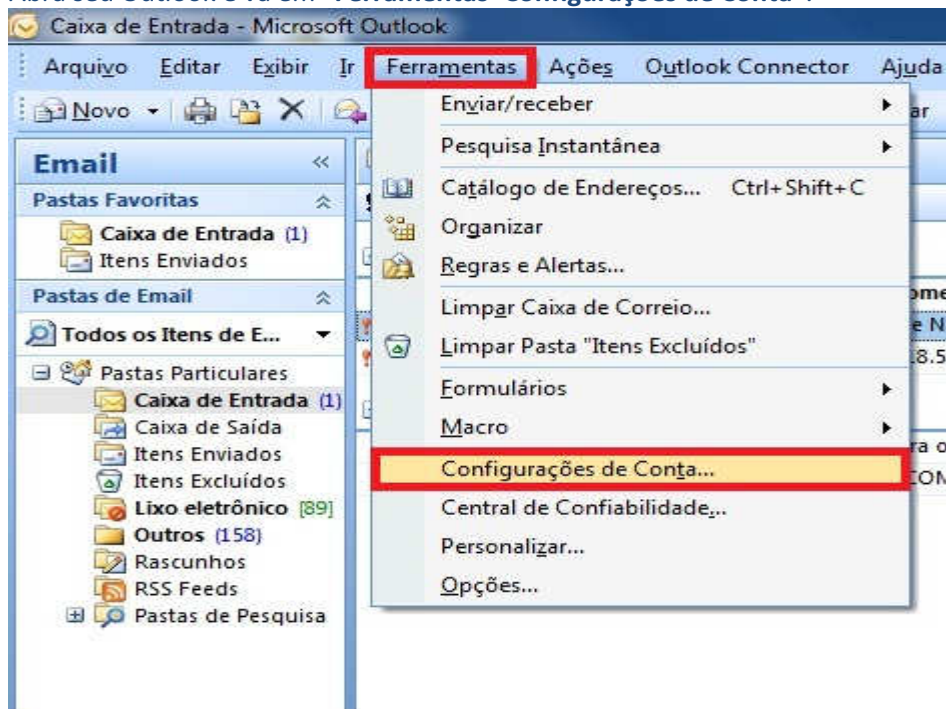 Caixa de Entrada - Microsoft Outlook
Arquivo Editar Exibir Ir Ferramentas Ações Outlook Connector Ajuda
Novo
Enviar/receber
Pesquisa Instantânea
Catálogo de Endereços... Ctrl+Shift+C
Organizar
Regras e Alertas...
Limpar Caixa de Correio...
Limpar Pasta "Itens Excluídos"
Formulários
Macro
Configurações de Conta...
Central de Confiabilidade...
Personalizar...
Opções...
Email
Pastas Favoritas
Caixa de Entrada (1)
Itens Enviados
Pastas de Email
Todos os Itens de E...
Pastas Particulares
Caixa de Entrada (1)
Caixa de Saída
Itens Enviados
Itens Excluídos
Lixo eletrônico [89]
Outros (158)
Rascunhos
RSS Feeds
Pastas de Pesquisa